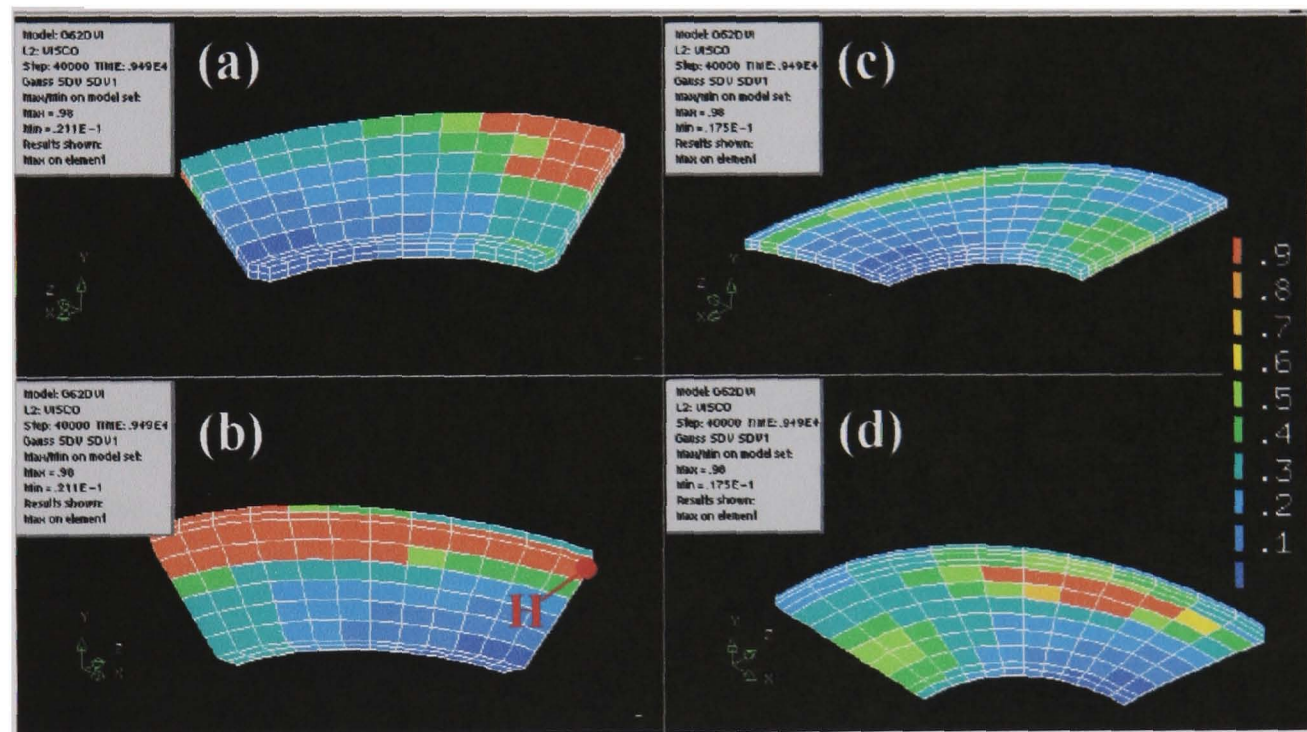 Model: G62DVI
L2: VISCO
Step: 40000 TIME: .949E4
Gauss SDV SDV1
Max/Min on model set:
Max = .98
Min = .211E-1
Results shown:
Max on element
(a)
Y
Z
X
Model: G62DVI
L2: VISCO
Step: 40000 TIME: .949E4
Gauss SDV SDV1
Max/Min on model set:
Max = .98
Min = .175E-1
Results shown:
Max on element
(c)
Y
Z
X
.9
.8
.7
.6
.5
.4
.3
.2
.1
Model: G62DVI
L2: VISCO
Step: 40000 TIME: .949E4
Gauss SDV SDV1
Max/Min on model set:
Max = .98
Min = .211E-1
Results shown:
Max on element
(b)
H
Y
Z
X
Model: G62DVI
L2: VISCO
Step: 40000 TIME: .949E4
Gauss SDV SDV1
Max/Min on model set:
Max = .98
Min = .175E-1
Results shown:
Max on element
(d)
Y
Z
X